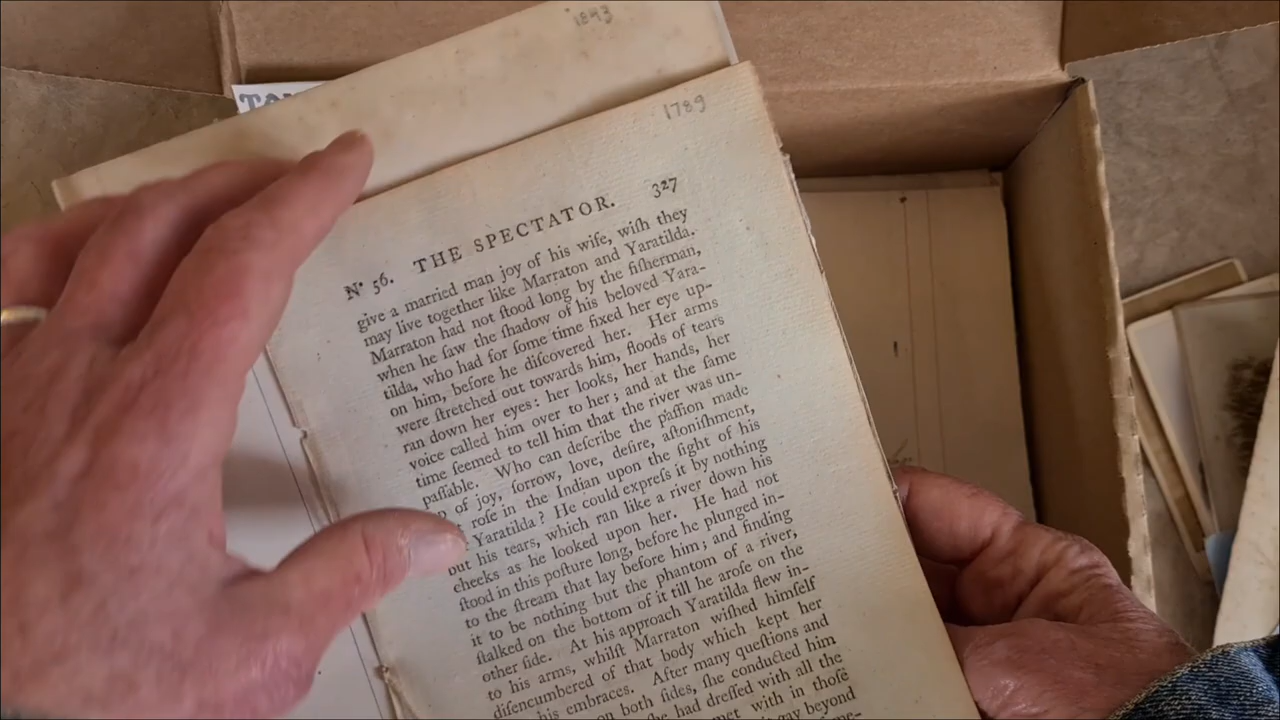 1843
1789
Nº 56. THE SPECTATOR. 327
give a married man joy of his wife, wiſh they
may live together like Marraton and Yaratilda.
Marraton had not ſtood long by the fiſherman,
when he ſaw the ſhadow of his beloved Yara-
tilda, who had for ſome time fixed her eye up-
on him, before he diſcovered her. Her arms
were ſtretched out towards him, floods of tears
ran down her eyes: her looks, her hands, her
voice called him over to her; and at the ſame
time ſeemed to tell him that the river was un-
paſſable. Who can deſcribe the paſſion made
of joy, ſorrow, love, deſire, aſtoniſhment,
roſe in the Indian upon the ſight of his
Yaratilda? He could expreſs it by nothing
but his tears, which ran like a river down his
cheeks as he looked upon her. He had not
ſtood in this poſture long, before he plunged in-
to the ſtream that lay before him; and finding
it to be nothing but the phantom of a river,
ſtalked on the bottom of it till he aroſe on the
other ſide. At his approach Yaratilda flew in-
to his arms, whilſt Marraton wiſhed himſelf
diſencumbered of that body which kept her
his embraces. After many queſtions and
on both ſides, ſhe conducted him
ſhe had dreſſed with all the
met with in thoſe
gay beyond